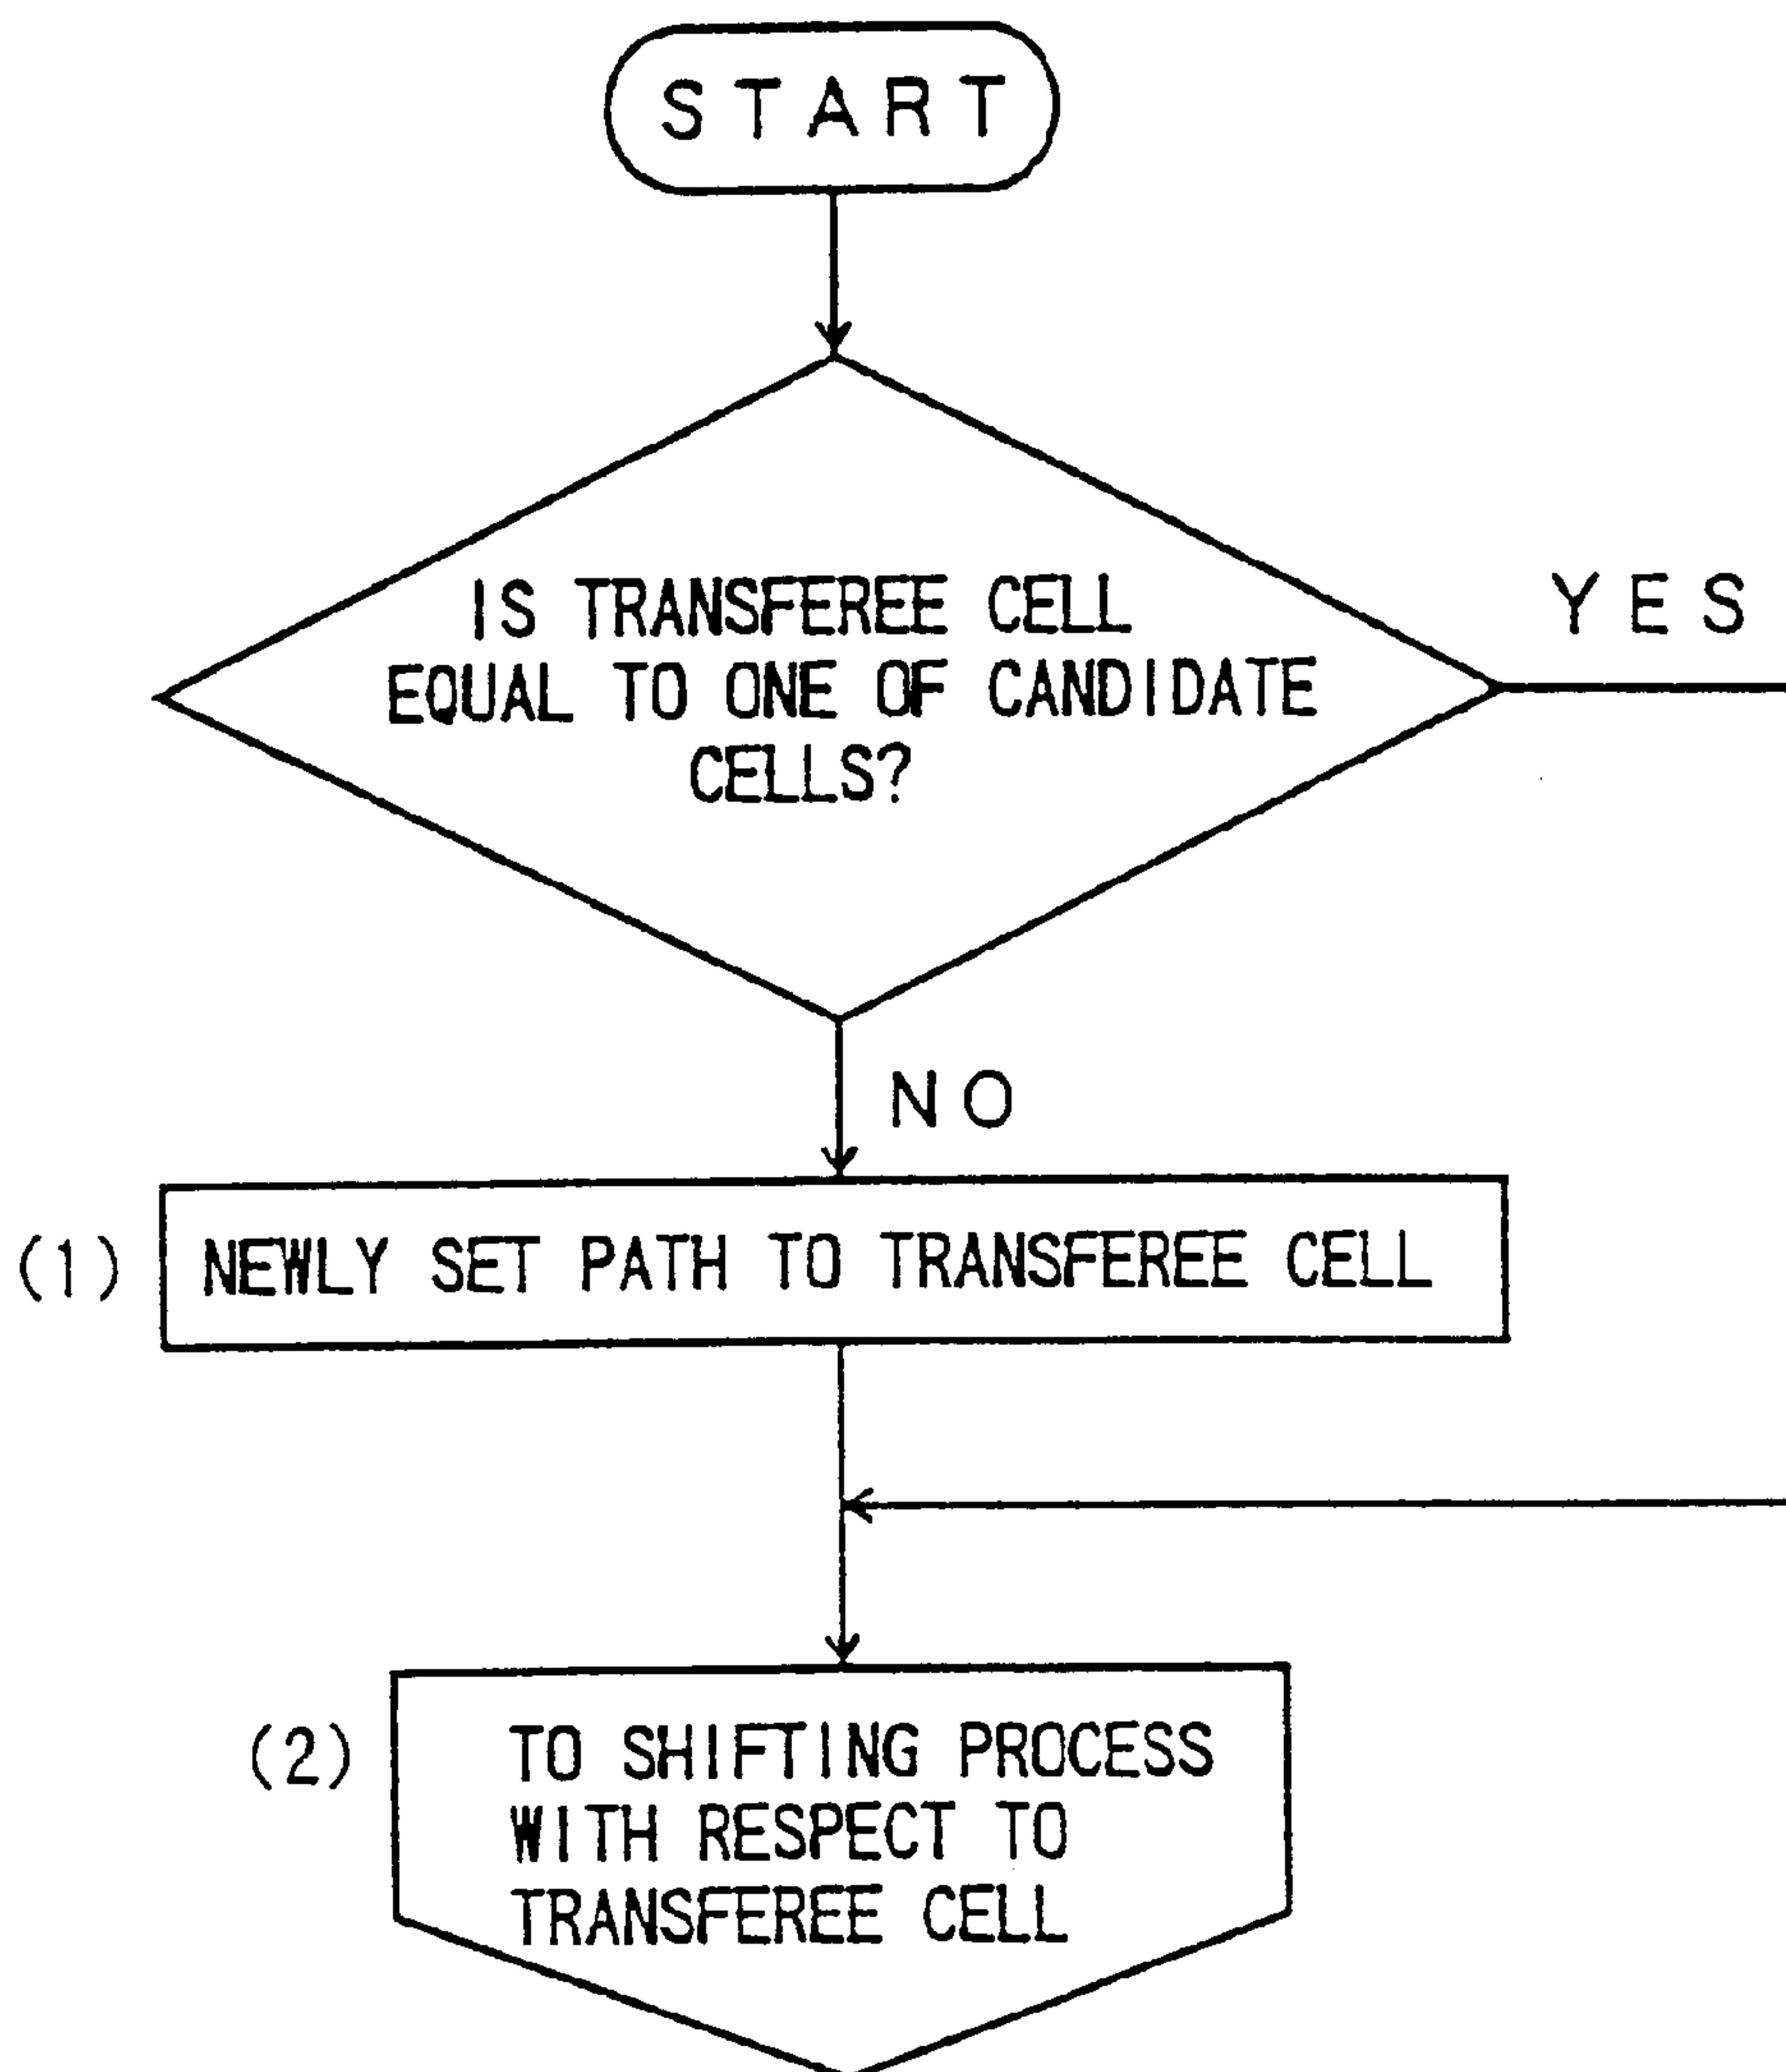 START
IS TRANSFEREE CELL
EQUAL TO ONE OF CANDIDATE
CELLS?
YES
NO
(1) NEWLY SET PATH TO TRANSFEREE CELL
(2) TO SHIFTING PROCESS
WITH RESPECT TO
TRANSFEREE CELL